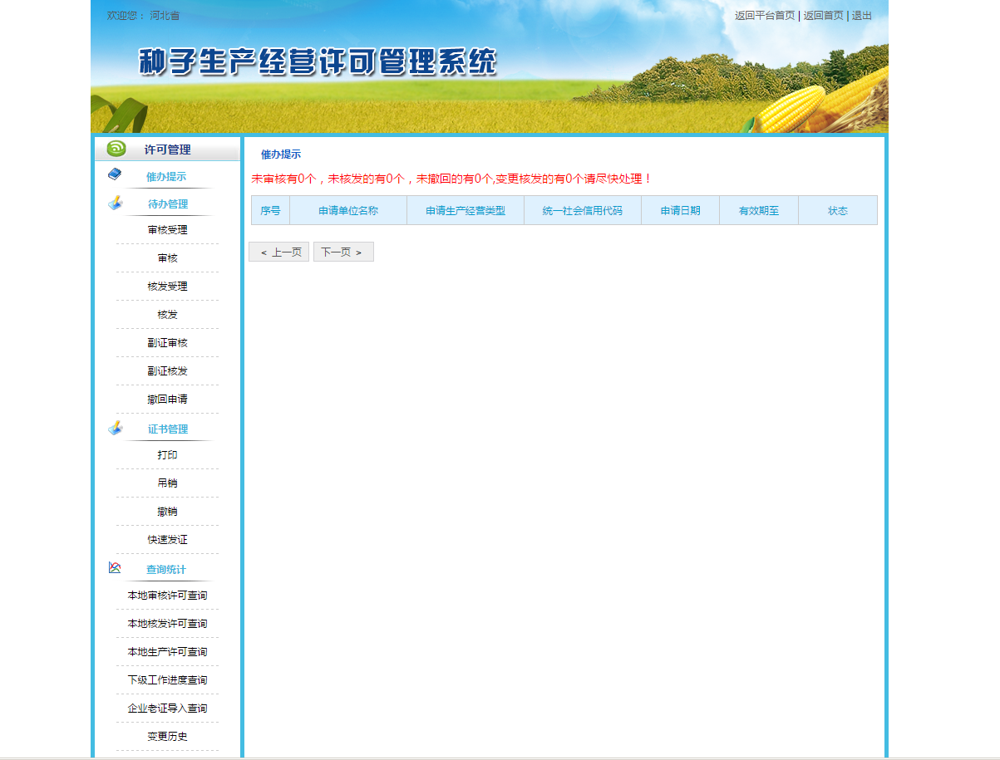 欢迎您： 河北省
返回平台首页 | 返回首页 | 退出
种子生产经营许可管理系统
许可管理
催办提示
待办管理
审核受理
审核
核发受理
核发
副证审核
副证核发
撤回申请
证书管理
打印
吊销
撤销
快速发证
查询统计
本地审核许可查询
本地核发许可查询
本地生产许可查询
下级工作进度查询
企业老证导入查询
变更历史
催办提示
未审核有0个，未核发的有0个，未撤回的有0个,变更核发的有0个请尽快处理！
序号 申请单位名称 申请生产经营类型 统一社会信用代码 申请日期 有效期至 状态
< 上一页 下一页 >